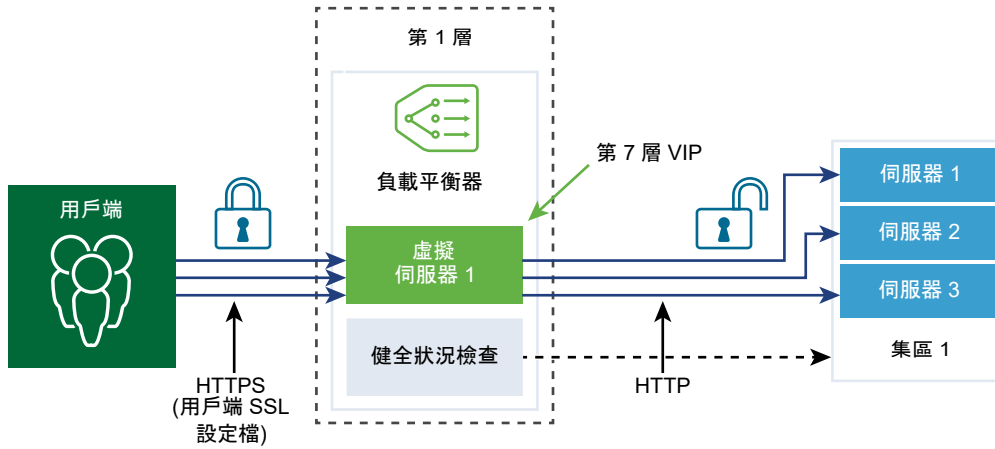 第 1 層
負載平衡器
第 7 層 VIP
用戶端
虛擬
伺服器 1
健全狀況檢查
伺服器 1
伺服器 2
伺服器 3
集區 1
HTTPS
(用戶端 SSL
設定檔)
HTTP